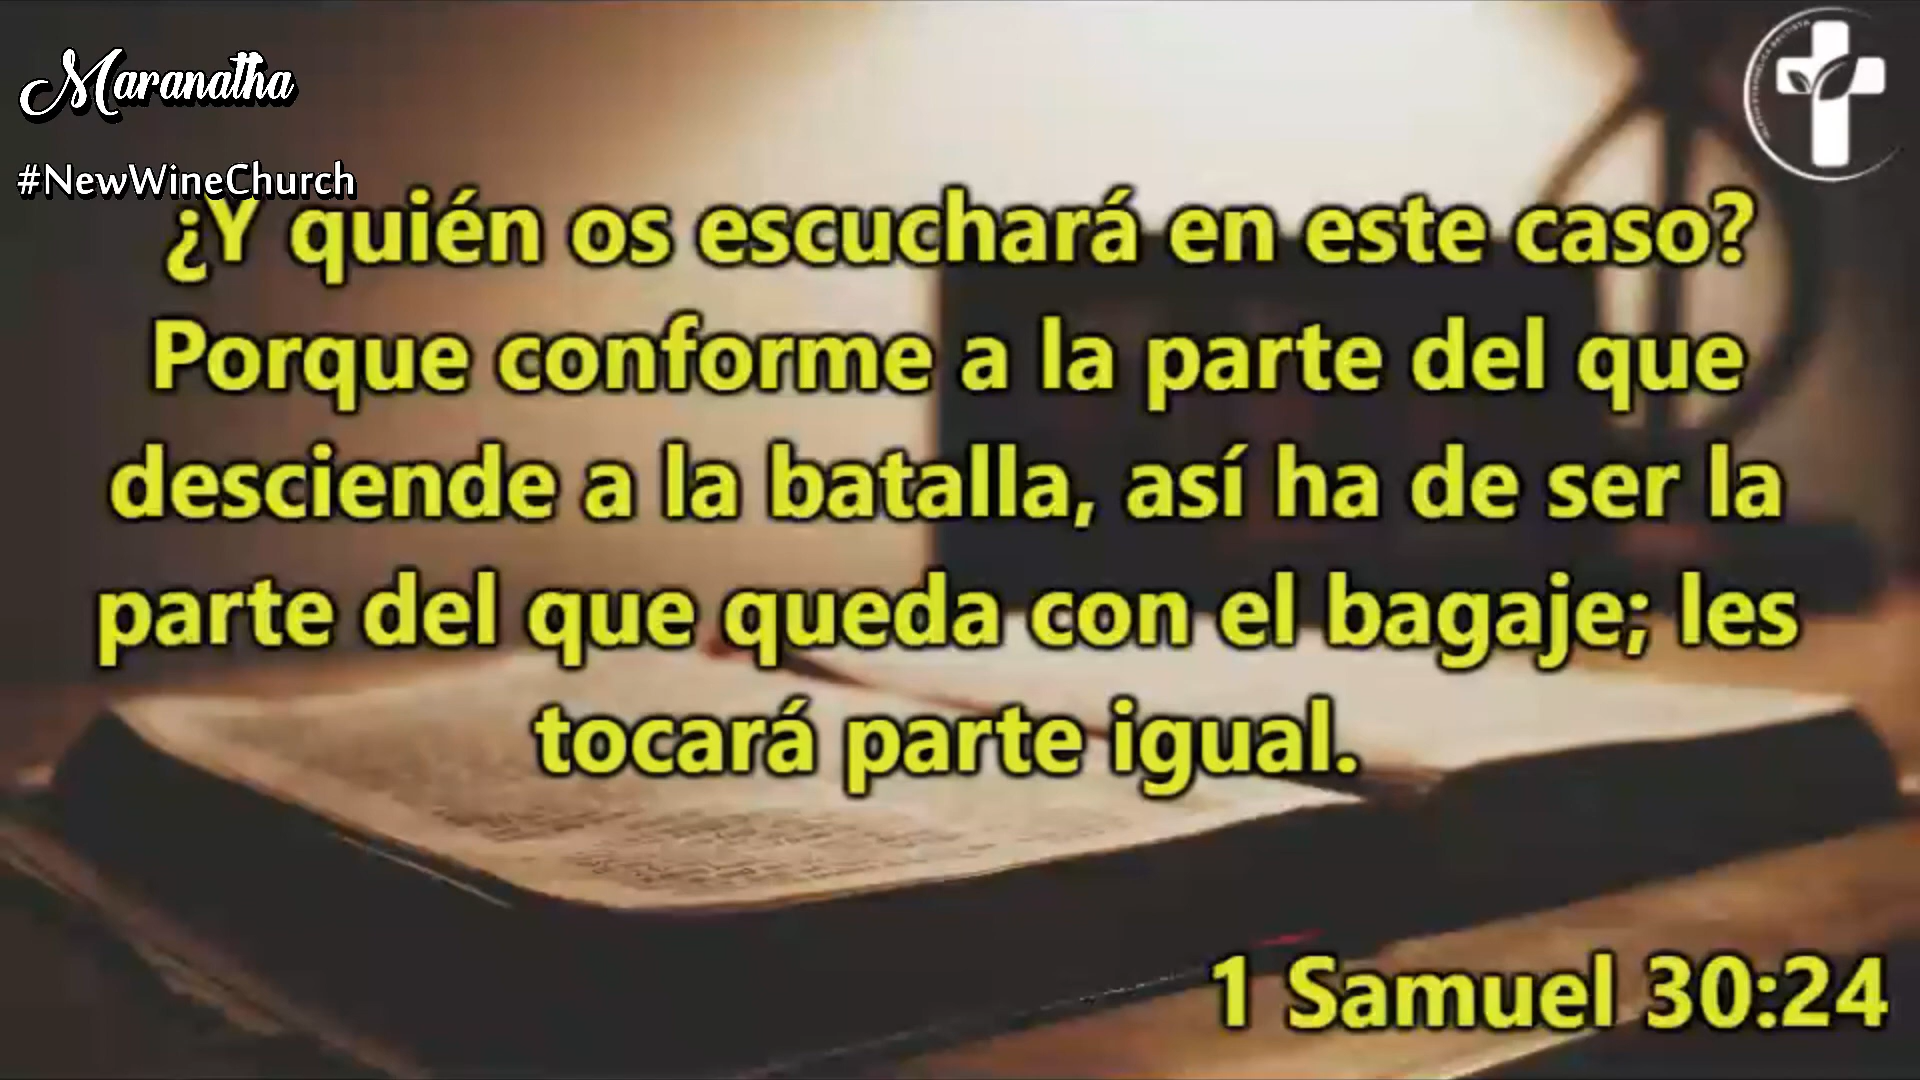 Maranatha
#NewWineChurch
¿Y quién os escuchará en este caso?
Porque conforme a la parte del que
desciende a la batalla, así ha de ser la
parte del que queda con el bagaje; les
tocará parte igual.
1 Samuel 30:24